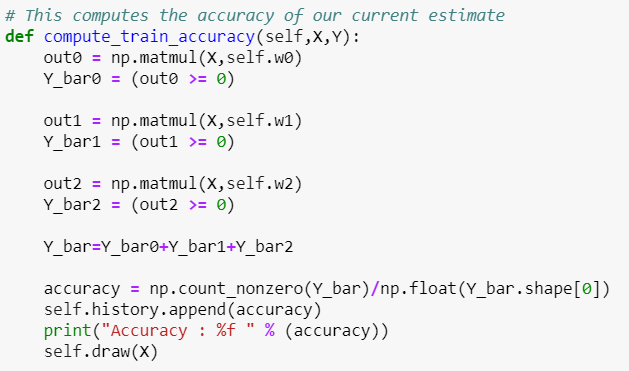 # This computes the accuracy of our current estimate
def compute_train_accuracy(self,X,Y):
    out0 = np.matmul(X,self.w0)
    Y_bar0 = (out0 >= 0)
    out1 = np.matmul(X,self.w1)
    Y_bar1 = (out1 >= 0)
    out2 = np.matmul(X,self.w2)
    Y_bar2 = (out2 >= 0)
    Y_bar=Y_bar0+Y_bar1+Y_bar2
    accuracy = np.count_nonzero(Y_bar)/np.float(Y_bar.shape[0])
    self.history.append(accuracy)
    print("Accuracy : %f " % (accuracy))
    self.draw(X)